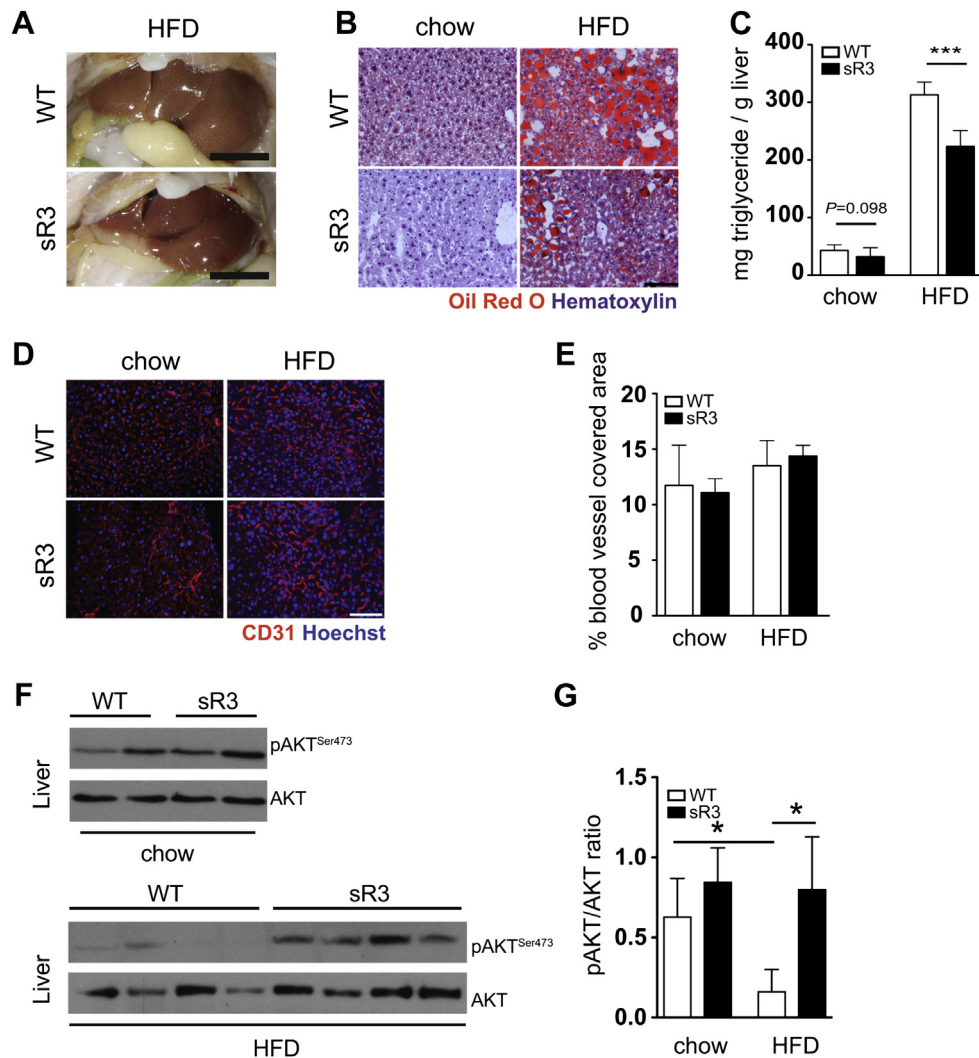 A
HFD
WT
sR3
B
chow
HFD
WT
sR3
Oil Red O Hematoxylin
C
mg triglyceride / g liver
400
300
200
100
0
WT
sR3
***
P=0.098
chow
HFD
D
chow
HFD
WT
sR3
CD31 Hoechst
E
% blood vessel covered area
20
15
10
5
0
WT
sR3
chow
HFD
F
WT
sR3
Liver
pAKTSer473
AKT
chow
WT
sR3
Liver
pAKTSer473
AKT
HFD
G
pAKT/AKT ratio
1.5
1.0
0.5
0.0
WT
sR3
*
*
chow
HFD